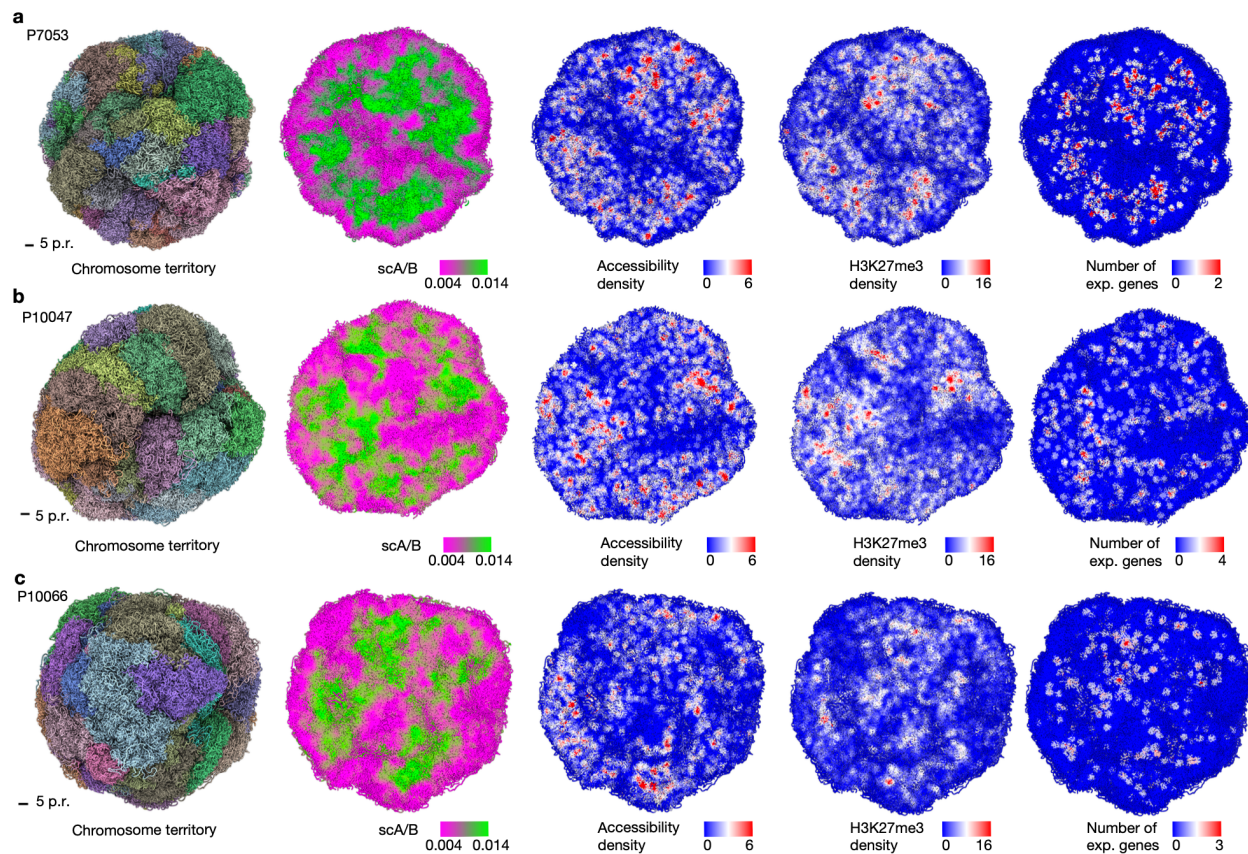 a
P7053
5 p.r.
Chromosome territory
scA/B
0.004 0.014
Accessibility
density
0 6
H3K27me3
density
0 16
Number of
exp. genes
0 2
b
P10047
5 p.r.
Chromosome territory
scA/B
0.004 0.014
Accessibility
density
0 6
H3K27me3
density
0 16
Number of
exp. genes
0 4
c
P10066
5 p.r.
Chromosome territory
scA/B
0.004 0.014
Accessibility
density
0 6
H3K27me3
density
0 16
Number of
exp. genes
0 3